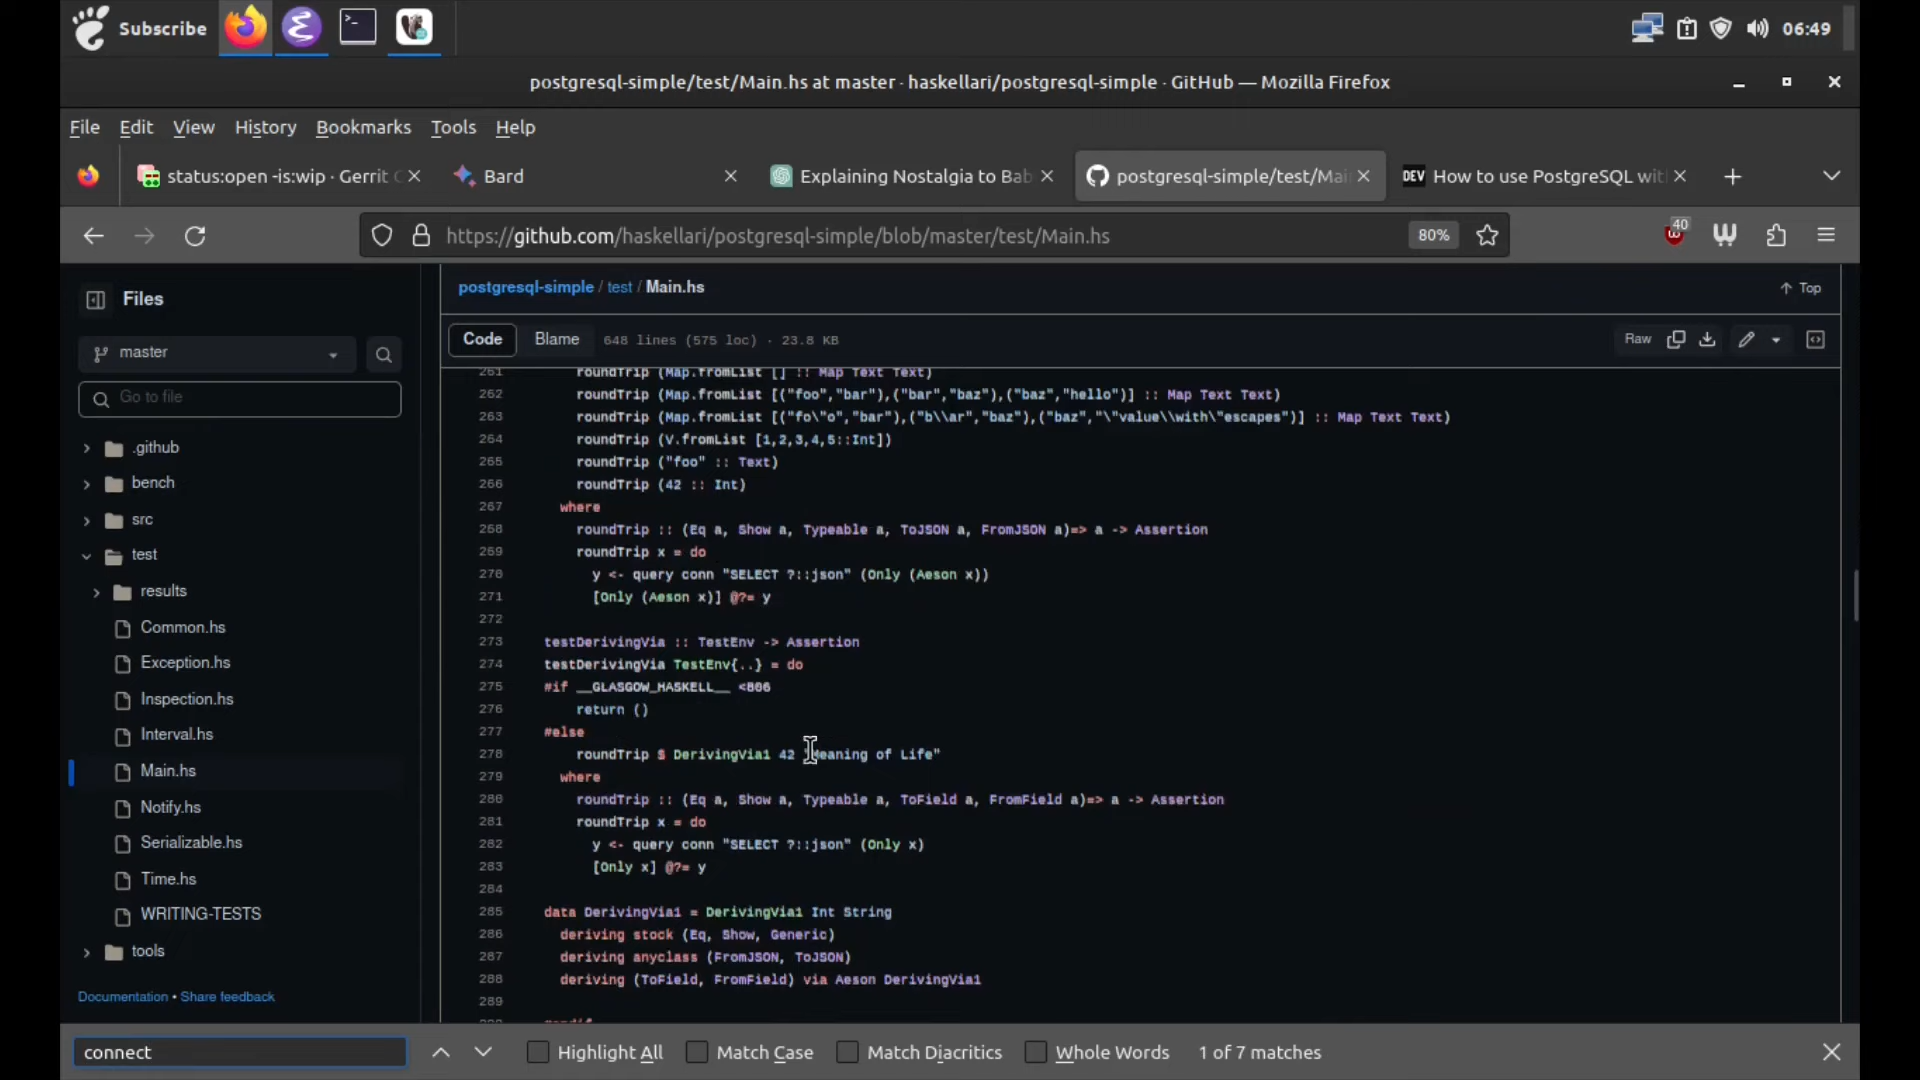 Subscribe
06:49
postgresql-simple/test/Main.hs at master · haskellari/postgresql-simple · GitHub — Mozilla Firefox
File Edit View History Bookmarks Tools Help
status:open -is:wip · Gerrit C
Bard
Explaining Nostalgia to Bab
postgresql-simple/test/Mai
DEV How to use PostgreSQL wit
https://github.com/haskellari/postgresql-simple/blob/master/test/Main.hs
80%
40
Files
master
Go to file
.github
bench
src
test
results
Common.hs
Exception.hs
Inspection.hs
Interval.hs
Main.hs
Notify.hs
Serializable.hs
Time.hs
WRITING-TESTS
tools
Documentation • Share feedback
postgresql-simple / test / Main.hs
↑ Top
Code Blame 648 lines (575 loc) · 23.8 KB
Raw
261 roundTrip (Map.fromList [] :: Map Text Text)
262 roundTrip (Map.fromList [("foo","bar"),("bar","baz"),("baz","hello")] :: Map Text Text)
263 roundTrip (Map.fromList [("fo\"o","bar"),("b\\ar","baz"),("baz","\"value\\with\"escapes")] :: Map Text Text)
264 roundTrip (V.fromList [1,2,3,4,5::Int])
265 roundTrip ("foo" :: Text)
266 roundTrip (42 :: Int)
267 where
268 roundTrip :: (Eq a, Show a, Typeable a, ToJSON a, FromJSON a)=> a -> Assertion
269 roundTrip x = do
270 y <- query conn "SELECT ?::json" (Only (Aeson x))
271 [Only (Aeson x)] @?= y
272
273 testDerivingVia :: TestEnv -> Assertion
274 testDerivingVia TestEnv{..} = do
275 #if __GLASGOW_HASKELL__ <806
276 return ()
277 #else
278 roundTrip $ DerivingVia1 42 "Meaning of Life"
279 where
280 roundTrip :: (Eq a, Show a, Typeable a, ToField a, FromField a)=> a -> Assertion
281 roundTrip x = do
282 y <- query conn "SELECT ?::json" (Only x)
283 [Only x] @?= y
284
285 data DerivingVia1 = DerivingVia1 Int String
286 deriving stock (Eq, Show, Generic)
287 deriving anyclass (FromJSON, ToJSON)
288 deriving (ToField, FromField) via Aeson DerivingVia1
289
connect
Highlight All Match Case Match Diacritics Whole Words 1 of 7 matches